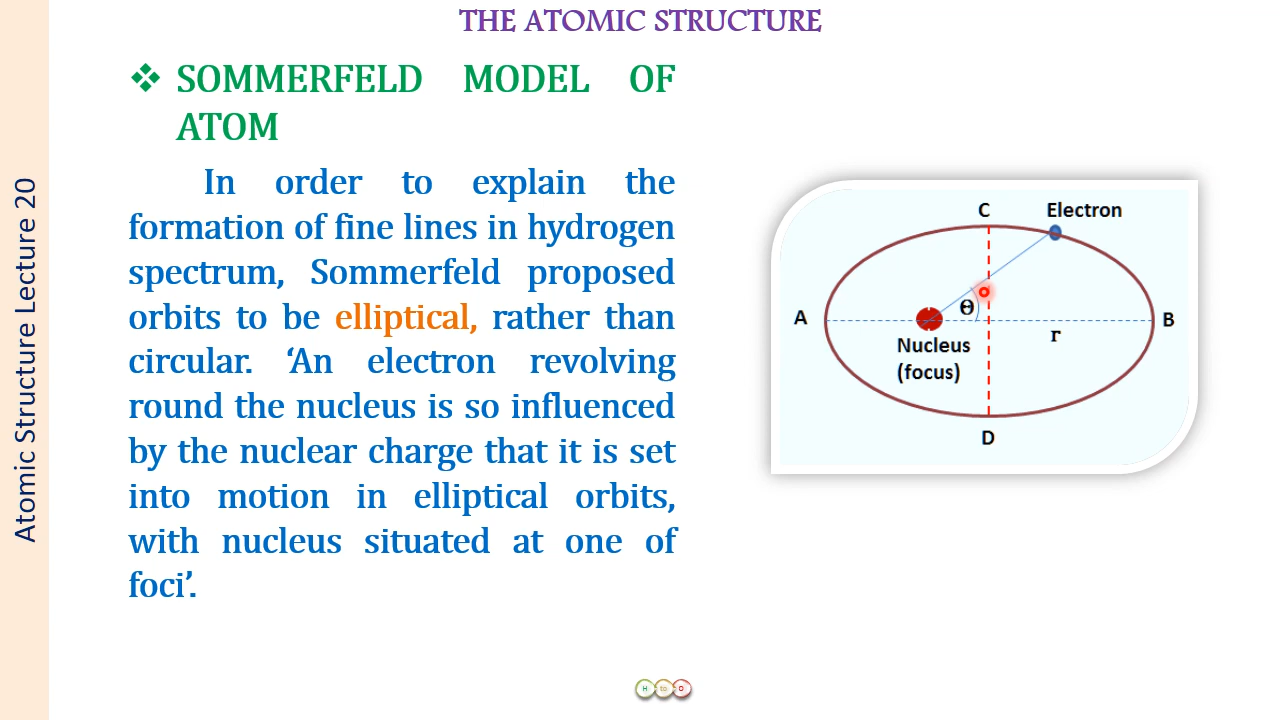 THE ATOMIC STRUCTURE
❖ SOMMERFELD MODEL OF
ATOM
In order to explain the
formation of fine lines in hydrogen
spectrum, Sommerfeld proposed
orbits to be elliptical, rather than
circular. ‘An electron revolving
round the nucleus is so influenced
by the nuclear charge that it is set
into motion in elliptical orbits,
with nucleus situated at one of
foci’.
Atomic Structure Lecture 20
C
Electron
A
Θ
B
r
Nucleus
(focus)
D
H to O